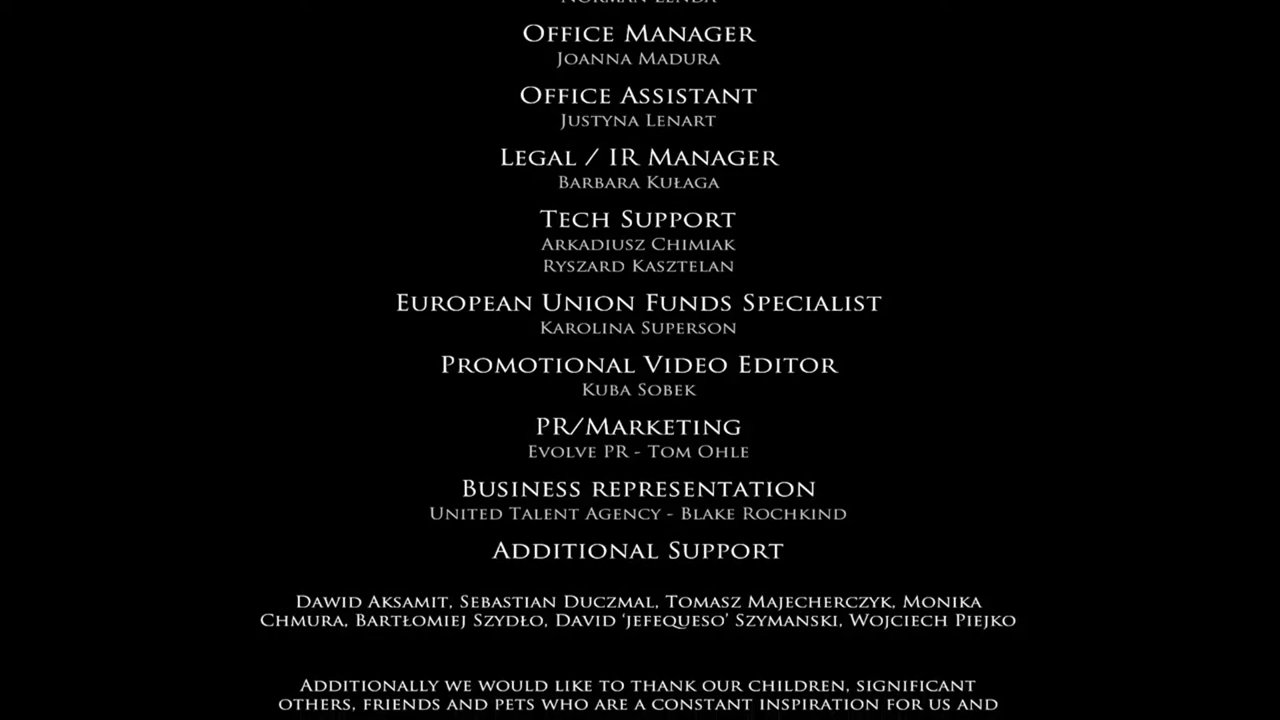 Norman Lenda
Office Manager
Joanna Madura
Office Assistant
Justyna Lenart
Legal / IR Manager
Barbara Kułaga
Tech Support
Arkadiusz Chimiak
Ryszard Kasztelan
European Union Funds Specialist
Karolina Superson
Promotional Video Editor
Kuba Sobek
PR/Marketing
Evolve PR - Tom Ohle
Business representation
United Talent Agency - Blake Rochkind
Additional Support
Dawid Aksamit, Sebastian Duczmal, Tomasz Majecherczyk, Monika
Chmura, Bartłomiej Szydło, David ‘jefequeso’ Szymanski, Wojciech Piejko
Additionally we would like to thank our children, significant
others, friends and pets who are a constant inspiration for us and